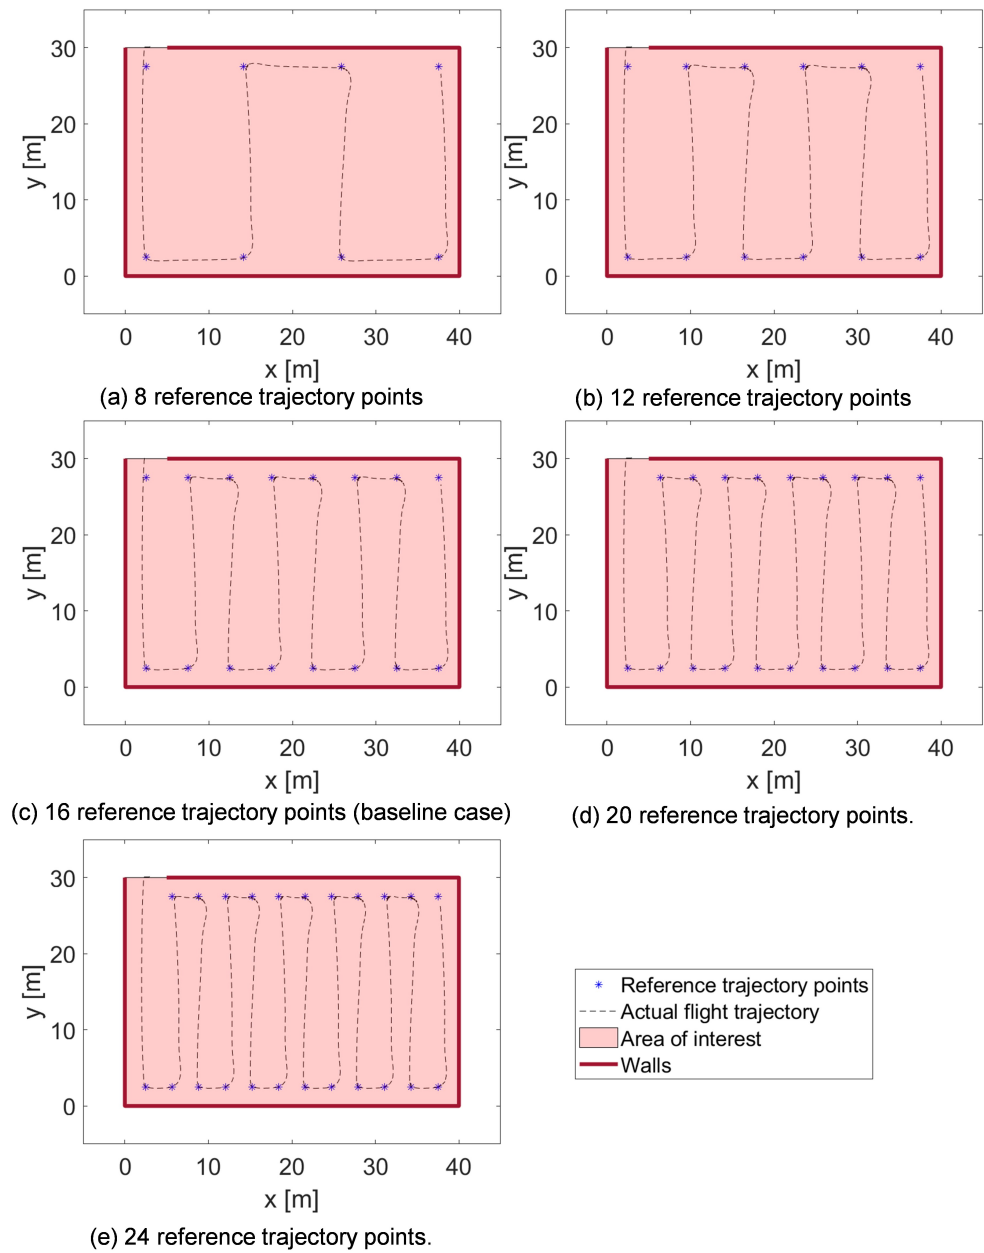 30
20
10
0
y [m]
0 10 20 30 40
x [m]
(a) 8 reference trajectory points
30
20
10
0
y [m]
0 10 20 30 40
x [m]
(b) 12 reference trajectory points
30
20
10
0
y [m]
0 10 20 30 40
x [m]
(c) 16 reference trajectory points (baseline case)
30
20
10
0
y [m]
0 10 20 30 40
x [m]
(d) 20 reference trajectory points.
30
20
10
0
y [m]
0 10 20 30 40
x [m]
(e) 24 reference trajectory points.
Reference trajectory points
Actual flight trajectory
Area of interest
Walls